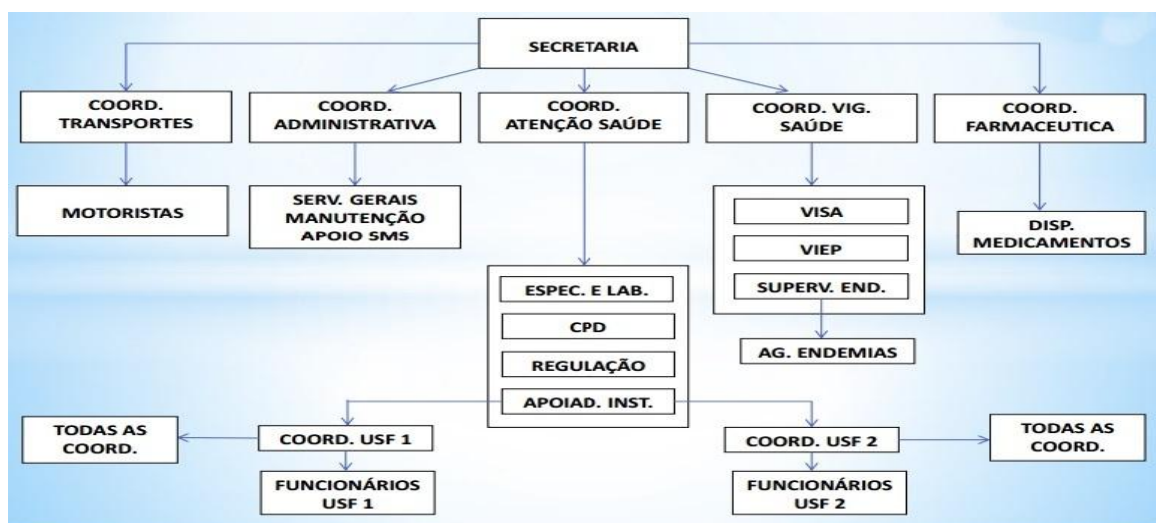 SECRETARIA
COORD.
TRANSPORTES
COORD.
ADMINISTRATIVA
COORD.
ATENÇÃO SAÚDE
COORD. VIG.
SAÚDE
COORD.
FARMACEUTICA
MOTORISTAS
SERV. GERAIS
MANUTENÇÃO
APOIO SMS
VISA
VIEP
SUPERV. END.
DISP.
MEDICAMENTOS
ESPEC. E LAB.
CPD
REGULAÇÃO
APOIAD. INST.
AG. ENDEMIAS
TODAS AS
COORD.
COORD. USF 1
COORD. USF 2
TODAS AS
COORD.
FUNCIONÁRIOS
USF 1
FUNCIONÁRIOS
USF 2